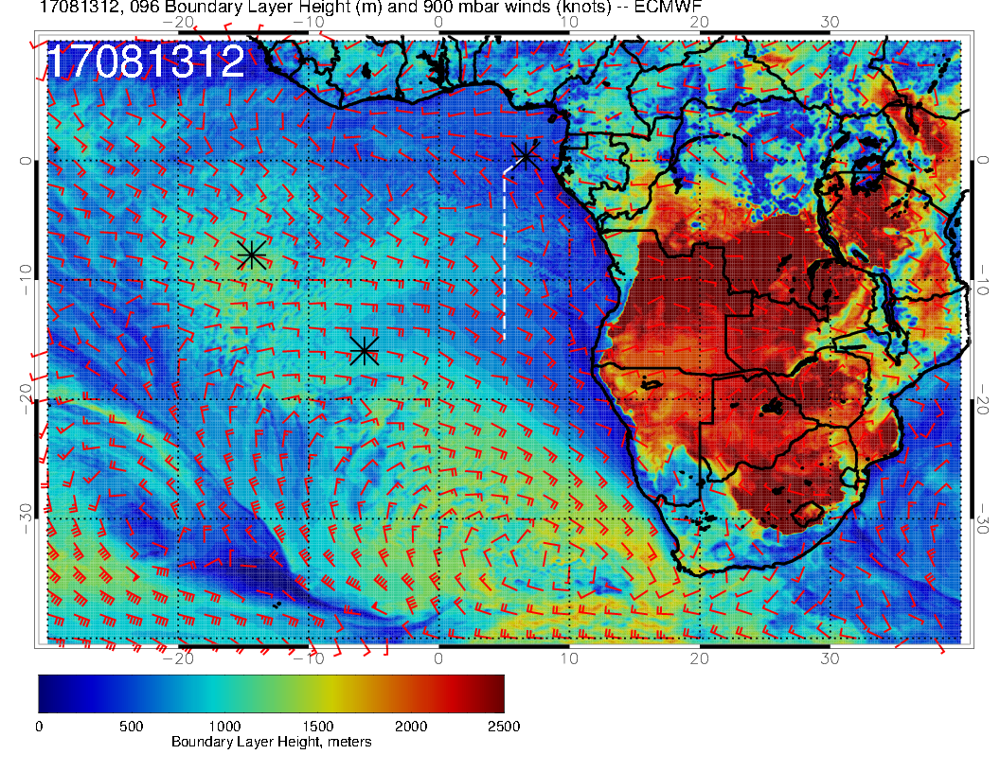 17081312, 096 Boundary Layer Height (m) and 900 mbar winds (knots) -- ECMWF
-20 -10 0 10 20 30
17081312
0 0
-10 -10
-20 -20
-30 -30
-20 -10 0 10 20 30
0 500 1000 1500 2000 2500
Boundary Layer Height, meters